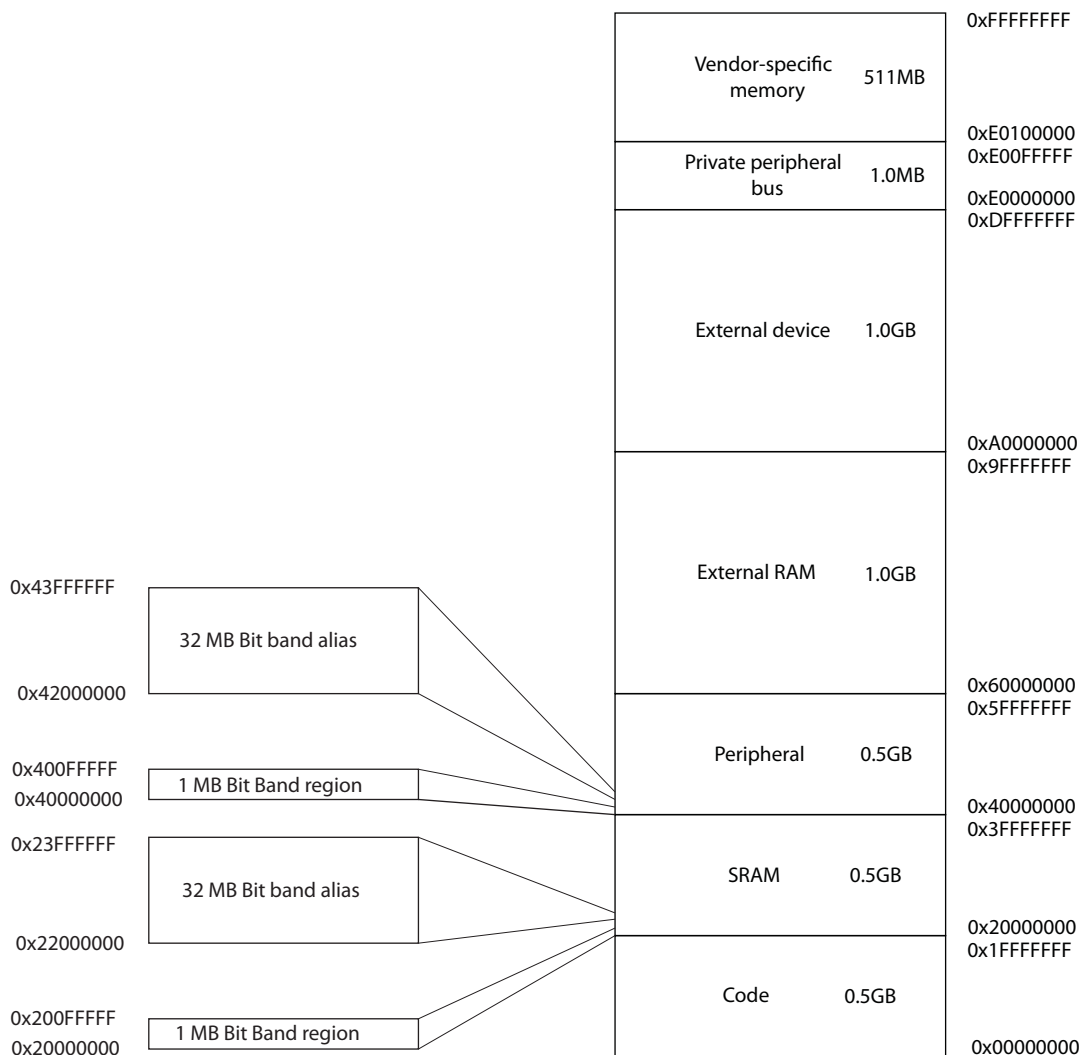 0xFFFFFFFF
Vendor-specific
memory
511MB
0xE0100000
0xE00FFFFF
Private peripheral
bus
1.0MB
0xE0000000
0xDFFFFFFF
External device
1.0GB
0xA0000000
0x9FFFFFFF
External RAM
1.0GB
0x43FFFFFF
32 MB Bit band alias
0x42000000
0x60000000
0x5FFFFFFF
Peripheral
0.5GB
0x400FFFFF
1 MB Bit Band region
0x40000000
0x40000000
0x3FFFFFFF
0x23FFFFFF
32 MB Bit band alias
0x22000000
SRAM
0.5GB
0x20000000
0x1FFFFFFF
Code
0.5GB
0x200FFFFF
1 MB Bit Band region
0x20000000
0x00000000